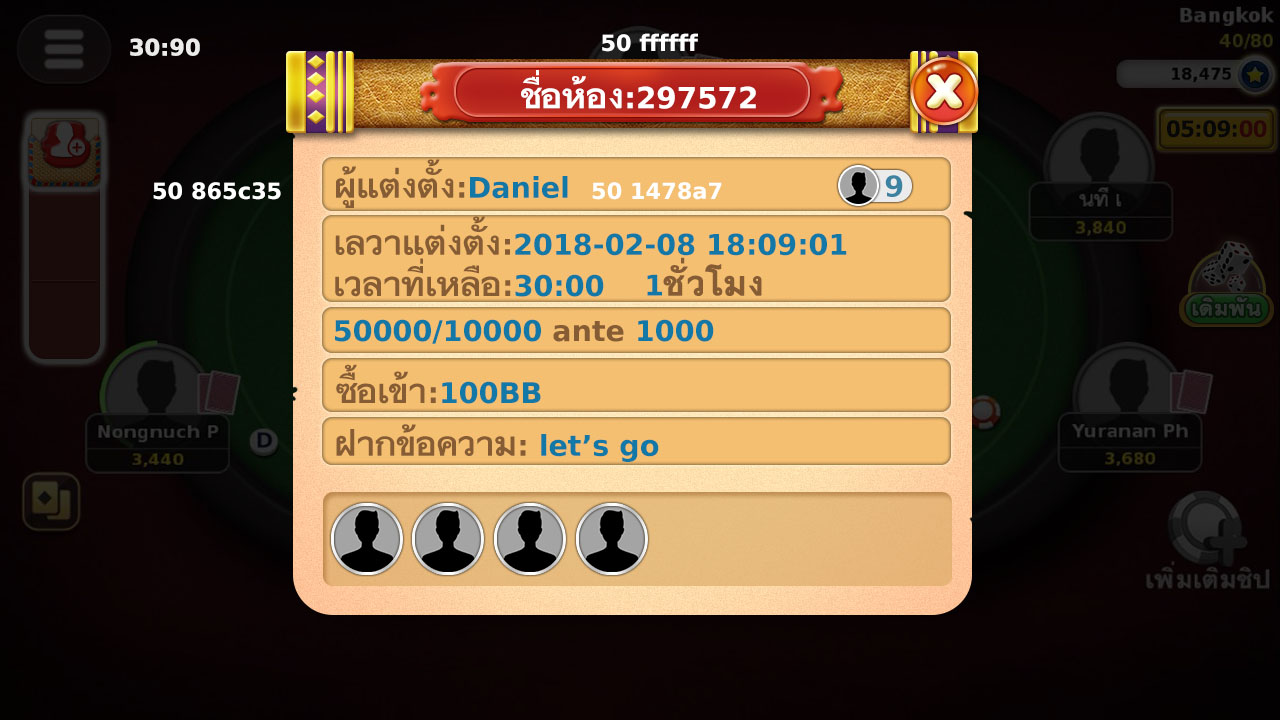 Bangkok
30:90
50 ffffff
40/80
18,475
ชื่อห้อง:297572
05:09:00
50 865c35
ผู้แต่งตั้ง:Daniel
50 1478a7
9
นที เ
3,840
เลวาแต่งตั้ง:2018-02-08 18:09:01
เวลาที่เหลือ:30:00 1ชั่วโมง
เดิมพัน
50000/10000 ante 1000
ซื้อเข้า:100BB
Nongnuch P
3,440
D
ฝากข้อความ: let’s go
Yuranan Ph
3,680
เพิ่มเติมชิป